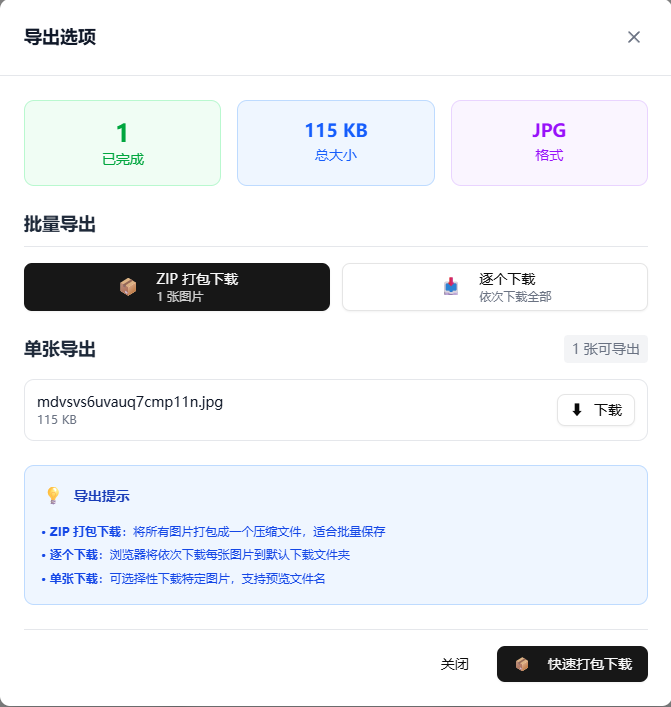 导出选项
1
已完成
115 KB
总大小
JPG
格式
批量导出
ZIP 打包下载
1 张图片
逐个下载
依次下载全部
单张导出
1 张可导出
mdvsvs6uvauq7cmp11n.jpg
115 KB
下载
导出提示
• ZIP 打包下载：将所有图片打包成一个压缩文件，适合批量保存
• 逐个下载：浏览器将依次下载每张图片到默认下载文件夹
• 单张下载：可选择性下载特定图片，支持预览文件名
关闭
快速打包下载